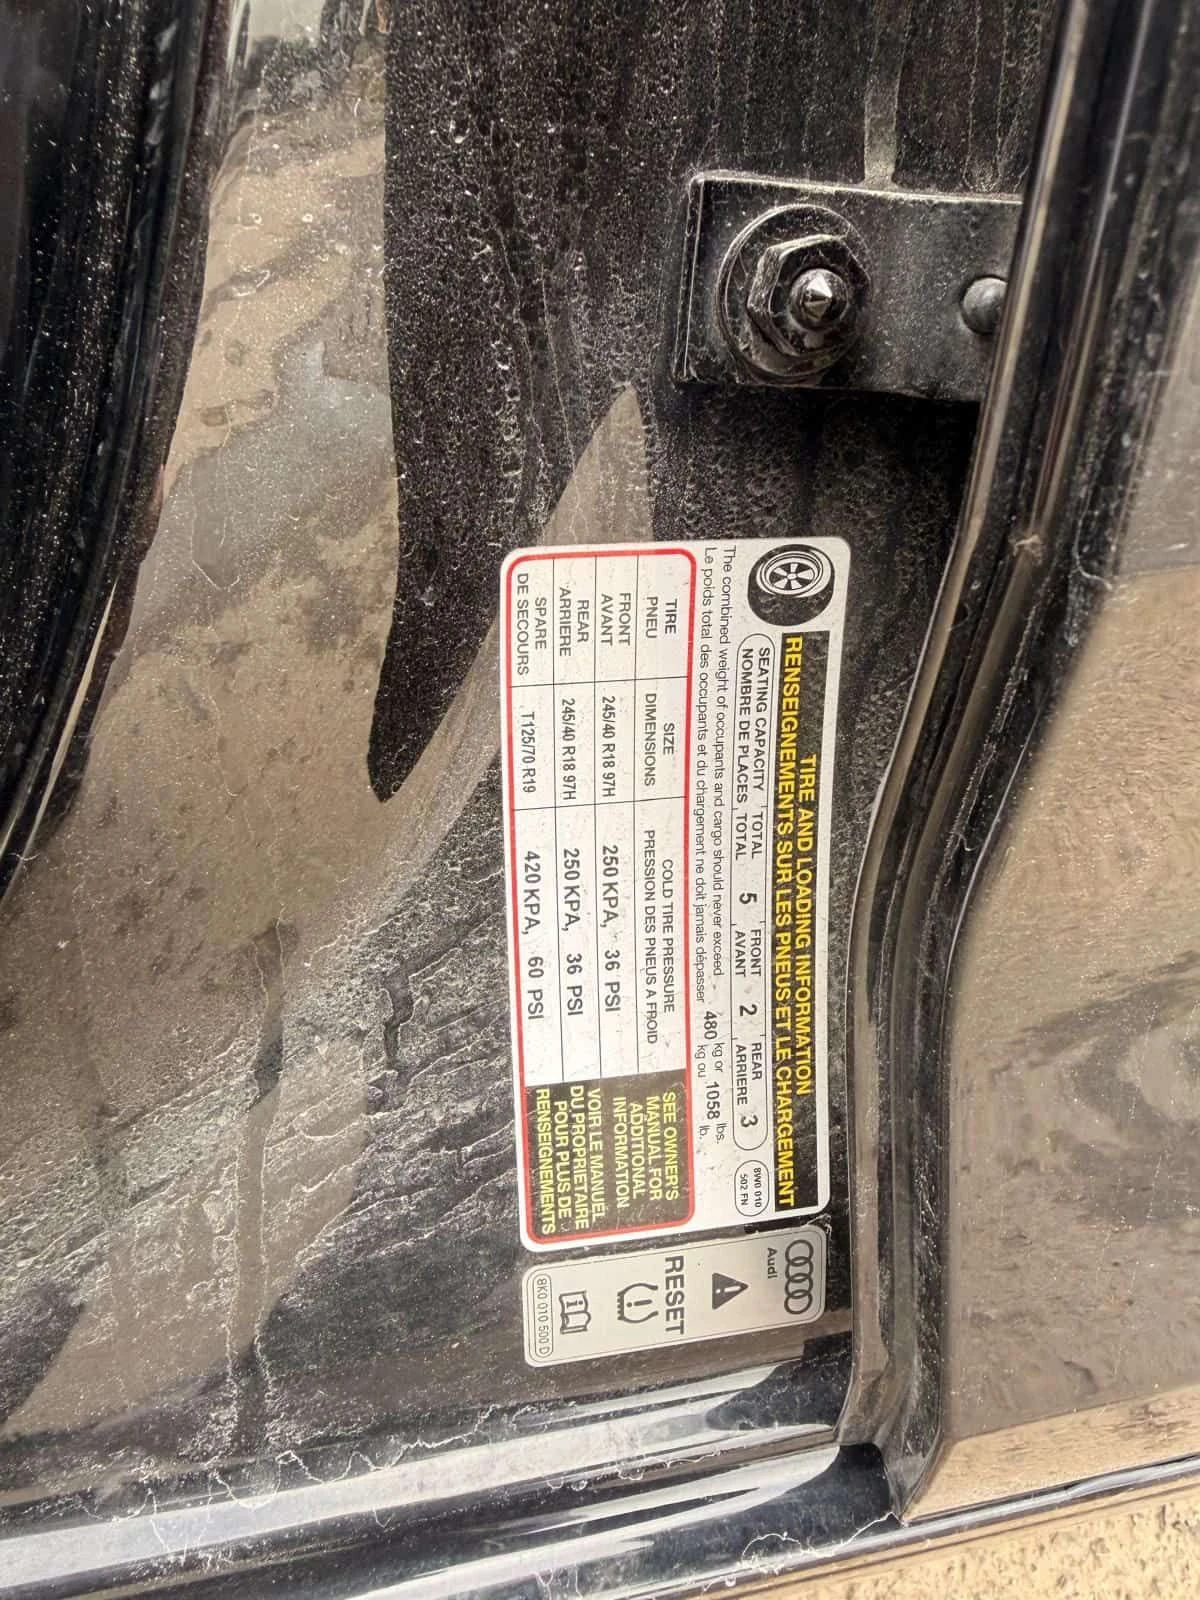 TIRE AND LOADING INFORMATION
RENSEIGNEMENTS SUR LES PNEUS ET LE CHARGEMENT
SEATING CAPACITY TOTAL 5 FRONT 2 REAR 3
NOMBRE DE PLACES TOTAL AVANT ARRIERE
8W0 010
502 FN
The combined weight of occupants and cargo should never exceed - 480 kg or 1058 lbs.
Le poids total des occupants et du chargement ne doit jamais dépasser kg ou lb.
TIRE SIZE COLD TIRE PRESSURE
PNEU DIMENSIONS PRESSION DES PNEUS A FROID
FRONT
AVANT 245/40 R18 97H 250 KPA, 36 PSI
REAR
ARRIERE 245/40 R18 97H 250 KPA, 36 PSI
SPARE
DE SECOURS T125/70 R19 420 KPA, 60 PSI
SEE OWNER'S
MANUAL FOR
ADDITIONAL
INFORMATION
VOIR LE MANUEL
DU PROPRIETAIRE
POUR PLUS DE
RENSEIGNEMENTS
Audi
RESET
8K0 010 500 D